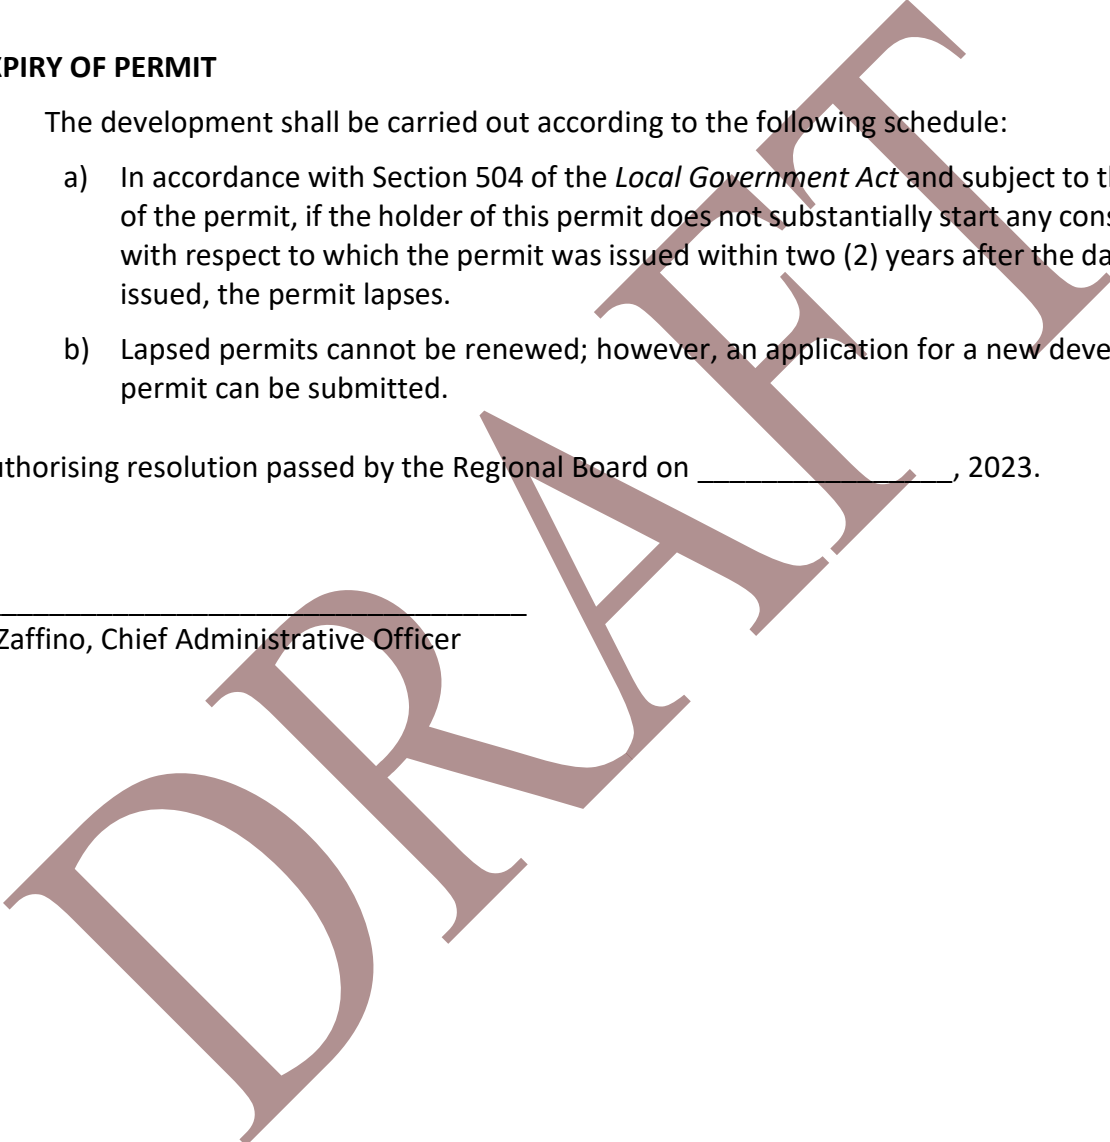 XPIRY OF PERMIT
The development shall be carried out according to the following schedule:
a) In accordance with Section 504 of the Local Government Act and subject to th
of the permit, if the holder of this permit does not substantially start any cons
with respect to which the permit was issued within two (2) years after the da
issued, the permit lapses.
b) Lapsed permits cannot be renewed; however, an application for a new deve
permit can be submitted.
uthorising resolution passed by the Regional Board on ________________, 2023.
_________________________________
Zaffino, Chief Administrative Officer
DRAFT